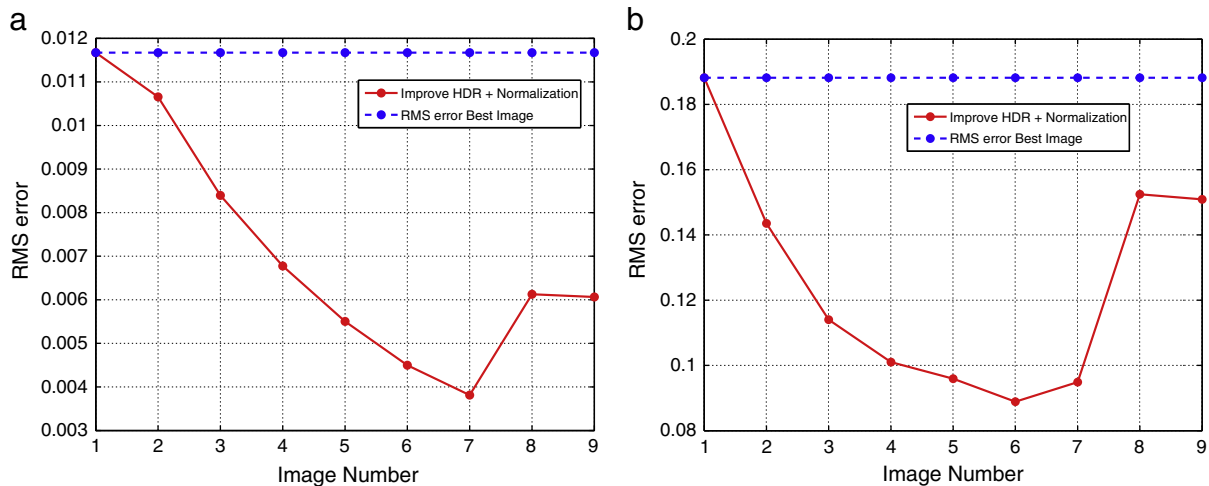 a
0.012
0.011
0.01
0.009
0.008
0.007
0.006
0.005
0.004
0.003
RMS error
1 2 3 4 5 6 7 8 9
Image Number
Improve HDR + Normalization
RMS error Best Image
b
0.2
0.18
0.16
0.14
0.12
0.1
0.08
RMS error
1 2 3 4 5 6 7 8 9
Image Number
Improve HDR + Normalization
RMS error Best Image